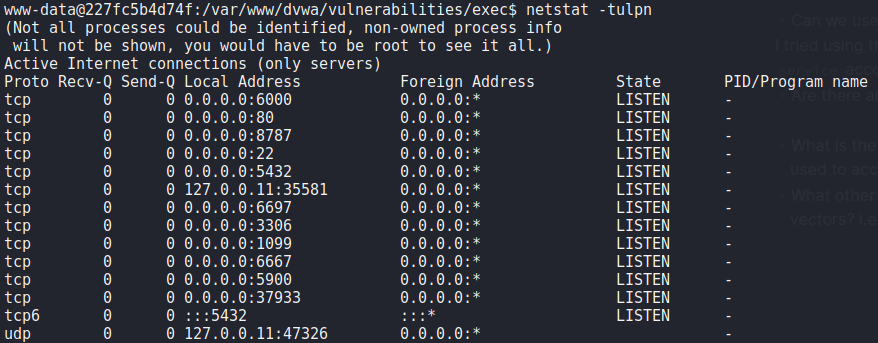 www-data@227fc5b4d74f:/var/www/dvwa/vulnerabilities/exec$ netstat -tulpn
(Not all processes could be identified, non-owned process info
 will not be shown, you would have to be root to see it all.)
Active Internet connections (only servers)
Proto Recv-Q Send-Q Local Address           Foreign Address         State       PID/Program name
tcp        0      0 0.0.0.0:6000            0.0.0.0:*               LISTEN      -
tcp        0      0 0.0.0.0:80              0.0.0.0:*               LISTEN      -
tcp        0      0 0.0.0.0:8787            0.0.0.0:*               LISTEN      -
tcp        0      0 0.0.0.0:22              0.0.0.0:*               LISTEN      -
tcp        0      0 0.0.0.0:5432            0.0.0.0:*               LISTEN      -
tcp        0      0 127.0.0.11:35581        0.0.0.0:*               LISTEN      -
tcp        0      0 0.0.0.0:6697            0.0.0.0:*               LISTEN      -
tcp        0      0 0.0.0.0:3306            0.0.0.0:*               LISTEN      -
tcp        0      0 0.0.0.0:1099            0.0.0.0:*               LISTEN      -
tcp        0      0 0.0.0.0:6667            0.0.0.0:*               LISTEN      -
tcp        0      0 0.0.0.0:5900            0.0.0.0:*               LISTEN      -
tcp        0      0 0.0.0.0:37933           0.0.0.0:*               LISTEN      -
tcp6       0      0 :::5432                 :::*                    LISTEN      -
udp        0      0 127.0.0.11:47326        0.0.0.0:*                           -
Can we use
I tried using
Are there
What is the
used to acc
What other
vectors? i.e